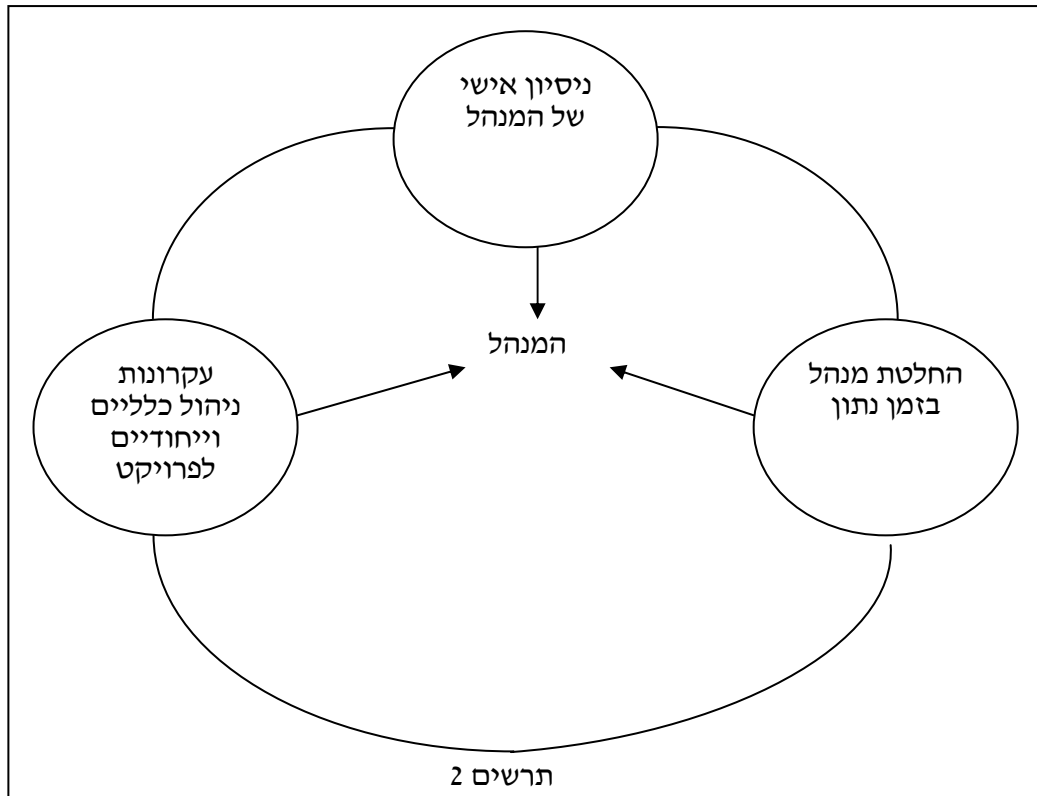 ניסיון אישי
של המנהל
המנהל
החלטת מנהל
בזמן נתון
עקרונות
ניהול כלליים
וייחודיים
לפרויקט
תרשים 2